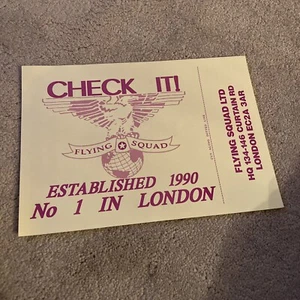 CHECK IT!
FLYING SQUAD
ESTABLISHED 1990
No 1 IN LONDON
FLYING SQUAD LTD
HQ 134-146 CURTAIN RD
LONDON EC2A 3AR